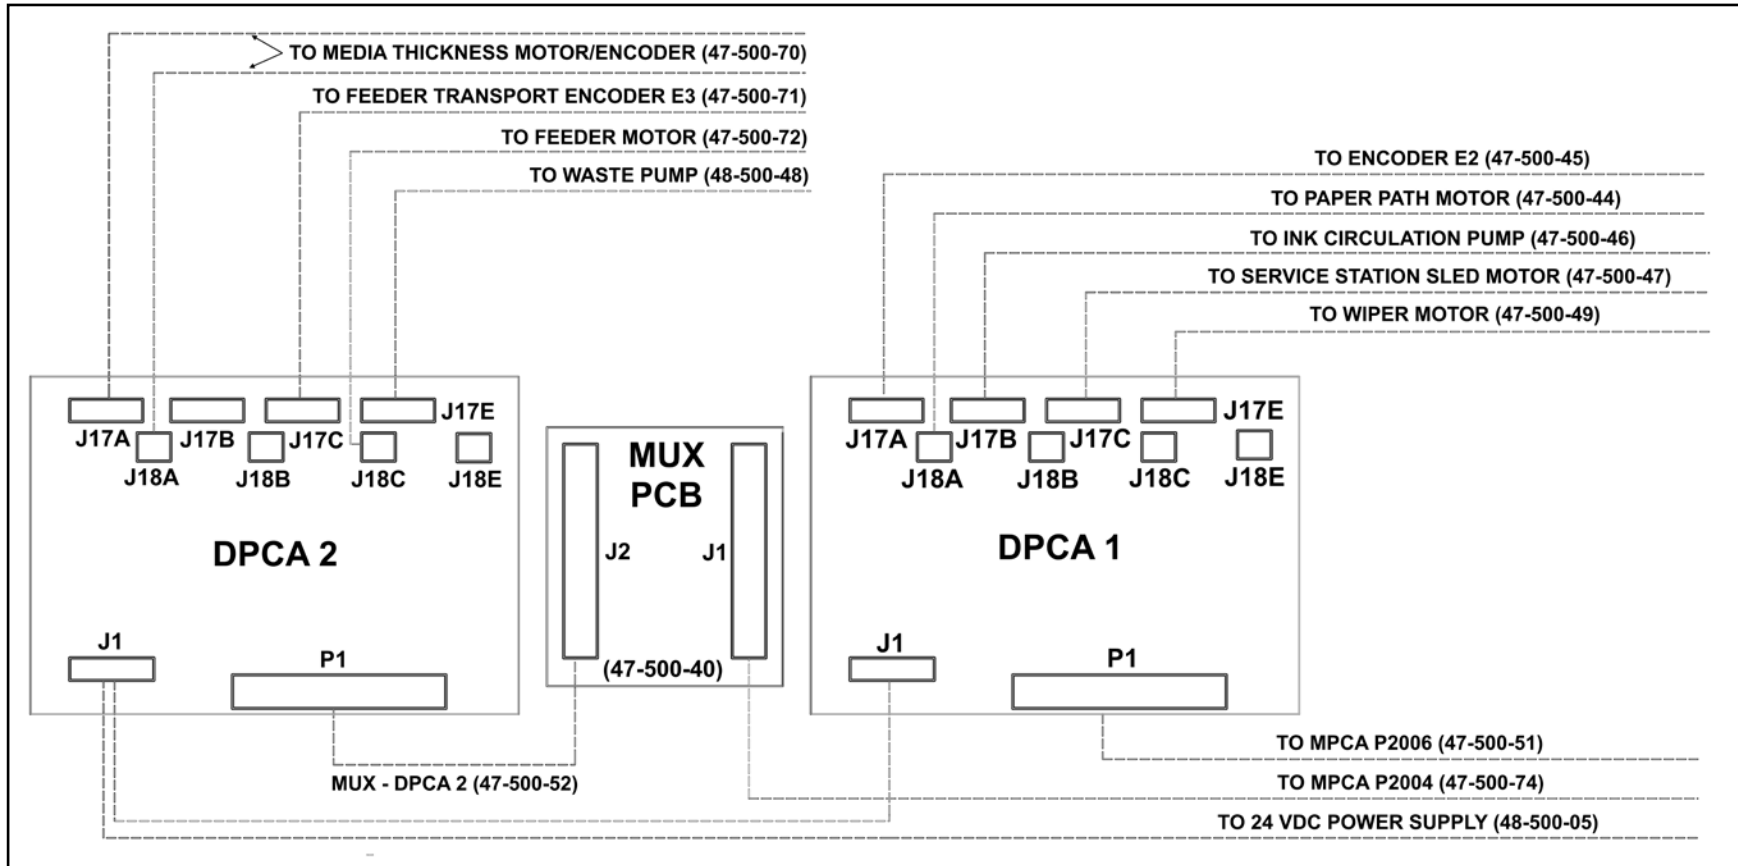 TO MEDIA THICKNESS MOTOR/ENCODER (47-500-70)
TO FEEDER TRANSPORT ENCODER E3 (47-500-71)
TO FEEDER MOTOR (47-500-72)
TO WASTE PUMP (48-500-48)
TO ENCODER E2 (47-500-45)
TO PAPER PATH MOTOR (47-500-44)
TO INK CIRCULATION PUMP (47-500-46)
TO SERVICE STATION SLED MOTOR (47-500-47)
TO WIPER MOTOR (47-500-49)
J17A
J17B
J17C
J17E
J18A
J18B
J18C
J18E
DPCA 2
J1
P1
MUX
PCB
J2
J1
(47-500-40)
J17A
J17B
J17C
J17E
J18A
J18B
J18C
J18E
DPCA 1
J1
P1
MUX - DPCA 2 (47-500-52)
TO MPCA P2006 (47-500-51)
TO MPCA P2004 (47-500-74)
TO 24 VDC POWER SUPPLY (48-500-05)